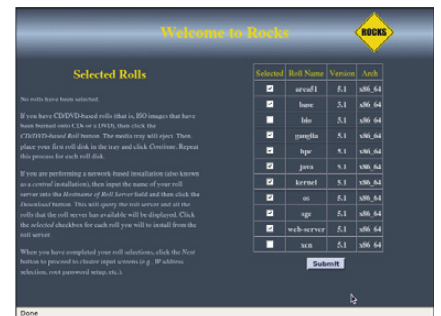 Welcome to Rocks
ROCKS
Selected Rolls
No rolls have been selected.
If you have CD/DVD-based rolls (that is, ISO images that have
been burned onto CDs or a DVD), then click the
CD/DVD-based Roll button. The media tray will eject. Then,
place your first roll disk in the tray and click Continue. Repeat
this process for each roll disk.
If you are performing a network-based installation (also known
as a central installation), then input the name of your roll
server into the Hostname of Roll Server field and then click the
Download button. This will query the roll server and all the
rolls that the roll server has available will be displayed. Click
the selected checkbox for each roll you will to install from the
roll server.
When you have completed your roll selections, click the Next
button to proceed to cluster input screens (e.g., IP address
selection, root password setup, etc.).
Selected Roll Name Version Arch
area51 5.1 x86_64
base 5.1 x86_64
bio 5.1 x86_64
ganglia 5.1 x86_64
hpc 5.1 x86_64
java 5.1 x86_64
kernel 5.1 x86_64
os 5.1 x86_64
sge 5.1 x86_64
web-server 5.1 x86_64
xen 5.1 x86_64
Submit
Done